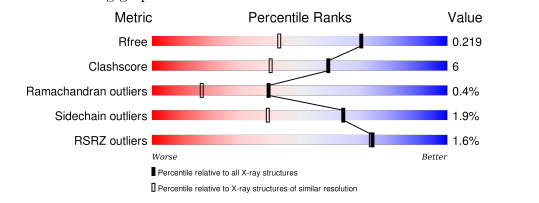 Metric Percentile Ranks Value
Rfree 0.219
Clashscore 6
Ramachandran outliers 0.4%
Sidechain outliers 1.9%
RSRZ outliers 1.6%
Worse Better
Percentile relative to all X-ray structures
Percentile relative to X-ray structures of similar resolution